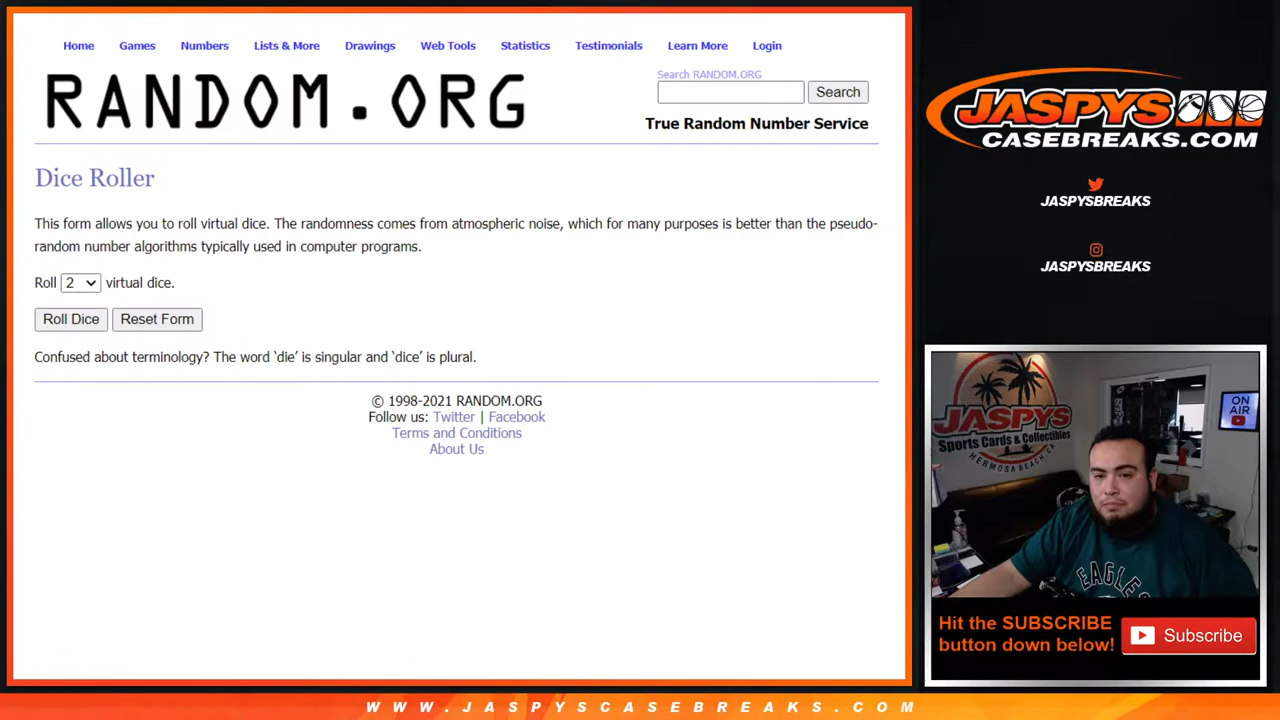 Home Games Numbers Lists & More Drawings Web Tools Statistics Testimonials Learn More Login
RANDOM.ORG
Search RANDOM.ORG
Search
True Random Number Service
Dice Roller
This form allows you to roll virtual dice. The randomness comes from atmospheric noise, which for many purposes is better than the pseudo-
random number algorithms typically used in computer programs.
Roll 2 virtual dice.
Roll Dice Reset Form
Confused about terminology? The word ‘die’ is singular and ‘dice’ is plural.
© 1998-2021 RANDOM.ORG
Follow us: Twitter | Facebook
Terms and Conditions
About Us
JASPYS
CASEBREAKS.COM
JASPYSBREAKS
JASPYSBREAKS
JASPYS
Sports Cards & Collectibles
HERMOSA BEACH, CA
ON
AIR
EAGLES
Hit the SUBSCRIBE
button down below!
Subscribe
WWW.JASPYSCASEBREAKS.COM